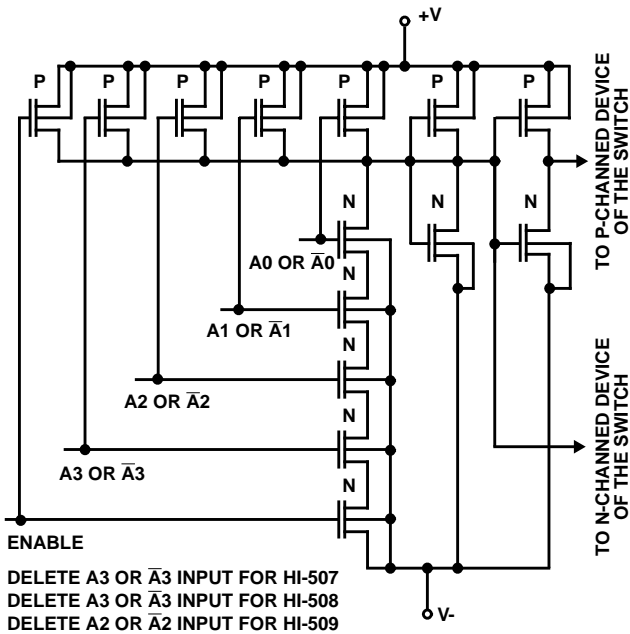 +V
P P P P P P P
TO P-CHANNED DEVICE
OF THE SWITCH
N N N
A0 OR A̅0
N
A1 OR A̅1
N
A2 OR A̅2
N
A3 OR A̅3
N
TO N-CHANNED DEVICE
OF THE SWITCH
ENABLE
DELETE A3 OR A̅3 INPUT FOR HI-507
DELETE A3 OR A̅3 INPUT FOR HI-508
DELETE A2 OR A̅2 INPUT FOR HI-509
V-